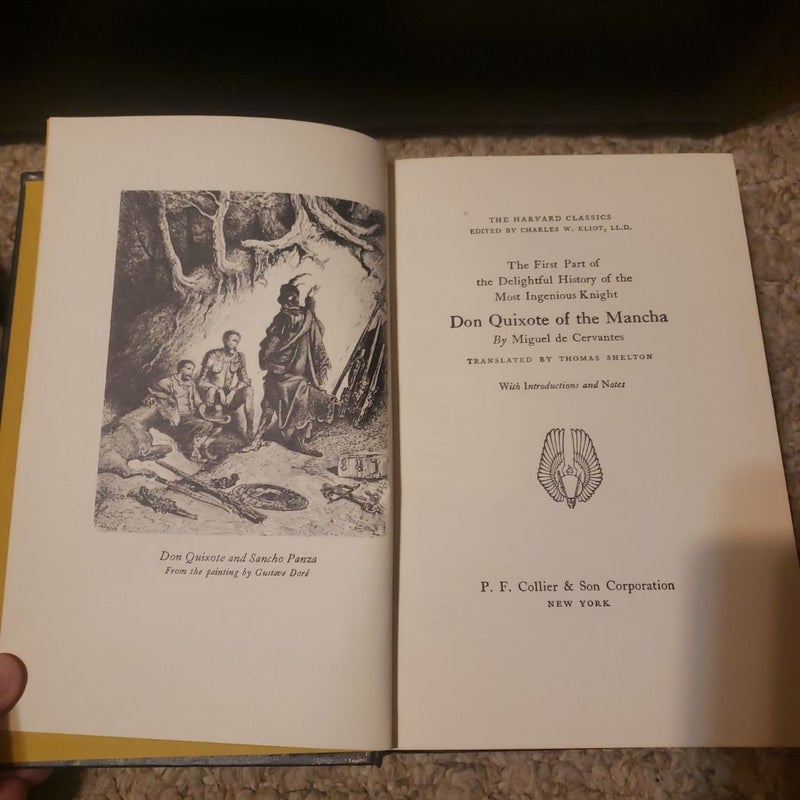 Don Quixote and Sancho Panza
From the painting by Gustave Doré
THE HARVARD CLASSICS
EDITED BY CHARLES W. ELIOT, LL.D.
The First Part of
the Delightful History of the
Most Ingenious Knight
Don Quixote of the Mancha
By Miguel de Cervantes
TRANSLATED BY THOMAS SHELTON
With Introductions and Notes
P. F. Collier & Son Corporation
NEW YORK